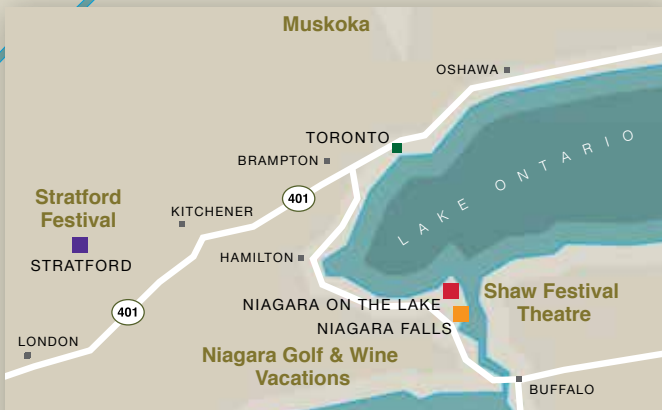 Muskoka
OSHAWA
TORONTO
BRAMPTON
LAKE ONTARIO
Stratford
Festival
401
KITCHENER
STRATFORD
HAMILTON
NIAGARA ON THE LAKE
Shaw Festival
Theatre
401
NIAGARA FALLS
LONDON
Niagara Golf & Wine
Vacations
BUFFALO